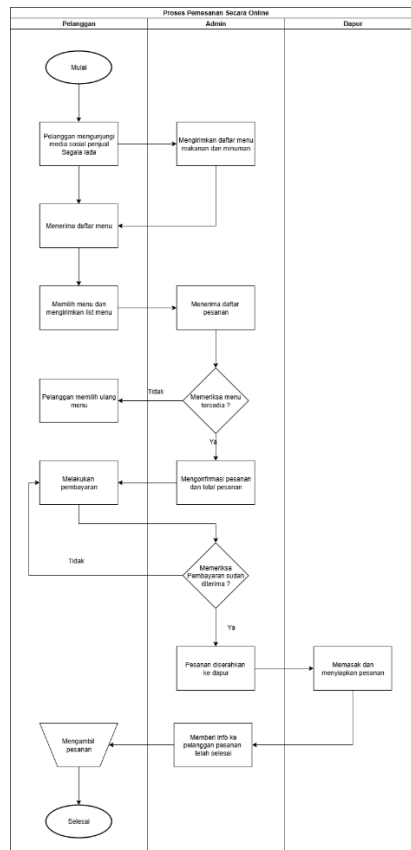 Proses Pemesanan Secara Online
Pelanggan
Admin
Dapur
Mulai
Pelanggan mengunjungi
media sosial penjual
Sagala lada
Mengirimkan daftar menu
makanan dan minuman
Menerima daftar menu
Memilih menu dan
mengirimkan list menu
Menerima daftar
pesanan
Pelanggan memilih ulang
menu
Tidak
Memeriksa menu
tersedia ?
Ya
Melakukan
pembayaran
Mengonfirmasi pesanan
dan total pesanan
Tidak
Memeriksa
Pembayaran sudah
diterima ?
Ya
Pesanan diserahkan
ke dapur
Memasak dan
menyiapkan pesanan
Mengambil
pesanan
Memberi info ke
pelanggan pesanan
telah selesai
Selesai